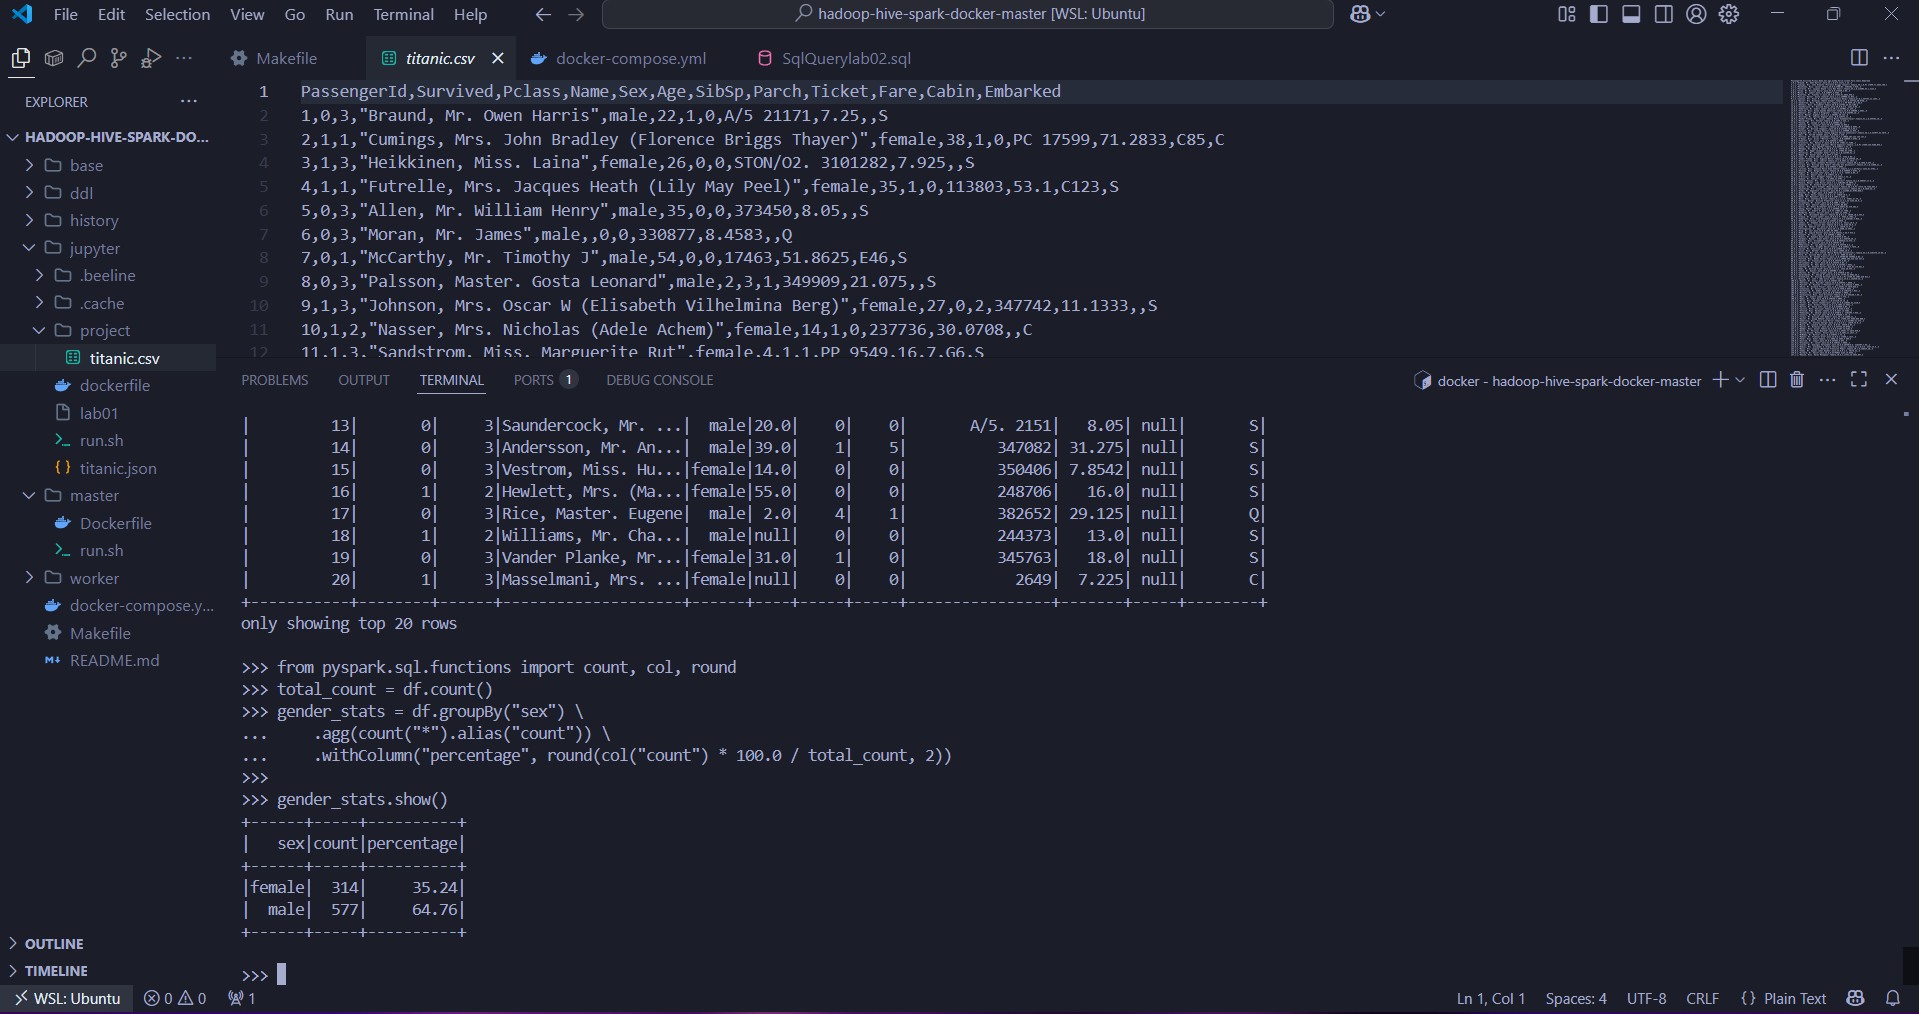 File Edit Selection View Go Run Terminal Help
hadoop-hive-spark-docker-master [WSL: Ubuntu]
Makefile titanic.csv docker-compose.yml SqlQuerylab02.sql
EXPLORER
HADOOP-HIVE-SPARK-DO...
base
ddl
history
jupyter
.beeline
.cache
project
titanic.csv
dockerfile
lab01
run.sh
titanic.json
master
Dockerfile
run.sh
worker
docker-compose.y...
Makefile
README.md
OUTLINE
TIMELINE
1 PassengerId,Survived,Pclass,Name,Sex,Age,SibSp,Parch,Ticket,Fare,Cabin,Embarked
2 1,0,3,"Braund, Mr. Owen Harris",male,22,1,0,A/5 21171,7.25,,S
3 2,1,1,"Cumings, Mrs. John Bradley (Florence Briggs Thayer)",female,38,1,0,PC 17599,71.2833,C85,C
4 3,1,3,"Heikkinen, Miss. Laina",female,26,0,0,STON/O2. 3101282,7.925,,S
5 4,1,1,"Futrelle, Mrs. Jacques Heath (Lily May Peel)",female,35,1,0,113803,53.1,C123,S
6 5,0,3,"Allen, Mr. William Henry",male,35,0,0,373450,8.05,,S
7 6,0,3,"Moran, Mr. James",male,,0,0,330877,8.4583,,Q
8 7,0,1,"McCarthy, Mr. Timothy J",male,54,0,0,17463,51.8625,E46,S
9 8,0,3,"Palsson, Master. Gosta Leonard",male,2,3,1,349909,21.075,,S
10 9,1,3,"Johnson, Mrs. Oscar W (Elisabeth Vilhelmina Berg)",female,27,0,2,347742,11.1333,,S
11 10,1,2,"Nasser, Mrs. Nicholas (Adele Achem)",female,14,1,0,237736,30.0708,,C
12 11,1,3,"Sandstrom, Miss. Marguerite Rut",female,4,1,1,PP 9549,16.7,G6,S
PROBLEMS OUTPUT TERMINAL PORTS 1 DEBUG CONSOLE
docker - hadoop-hive-spark-docker-master
|         13|       0|     3|Saundercock, Mr. ...|  male|20.0|    0|    0|       A/5. 2151|   8.05| null|       S|
|         14|       0|     3|Andersson, Mr. An...|  male|39.0|    1|    5|          347082| 31.275| null|       S|
|         15|       0|     3|Vestrom, Miss. Hu...|female|14.0|    0|    0|          350406| 7.8542| null|       S|
|         16|       1|     2|Hewlett, Mrs. (Ma...|female|55.0|    0|    0|          248706|   16.0| null|       S|
|         17|       0|     3|Rice, Master. Eugene|  male| 2.0|    4|    1|          382652| 29.125| null|       Q|
|         18|       1|     2|Williams, Mr. Cha...|  male|null|    0|    0|          244373|   13.0| null|       S|
|         19|       0|     3|Vander Planke, Mr...|female|31.0|    1|    0|          345763|   18.0| null|       S|
|         20|       1|     3|Masselmani, Mrs. ...|female|null|    0|    0|            2649|  7.225| null|       C|
+-----------+--------+------+--------------------+------+----+-----+-----+----------------+-------+-----+--------+
only showing top 20 rows
>>> from pyspark.sql.functions import count, col, round
>>> total_count = df.count()
>>> gender_stats = df.groupBy("sex") \
...     .agg(count("*").alias("count")) \
...     .withColumn("percentage", round(col("count") * 100.0 / total_count, 2))
>>>
>>> gender_stats.show()
+------+-----+----------+
|   sex|count|percentage|
+------+-----+----------+
|female|  314|     35.24|
|  male|  577|     64.76|
+------+-----+----------+
>>>
WSL: Ubuntu 0 0 1 Ln 1, Col 1 Spaces: 4 UTF-8 CRLF {} Plain Text